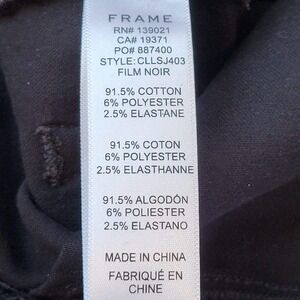 FRAME
RN# 139021
CA# 19371
PO# 887400
STYLE: CLLSJ403
FILM NOIR
91.5% COTTON
6% POLYESTER
2.5% ELASTANE
91.5% COTON
6% POLYESTER
2.5% ELASTHANNE
91.5% ALGODÓN
6% POLIESTER
2.5% ELASTANO
MADE IN CHINA
FABRIQUÉ EN
CHINE